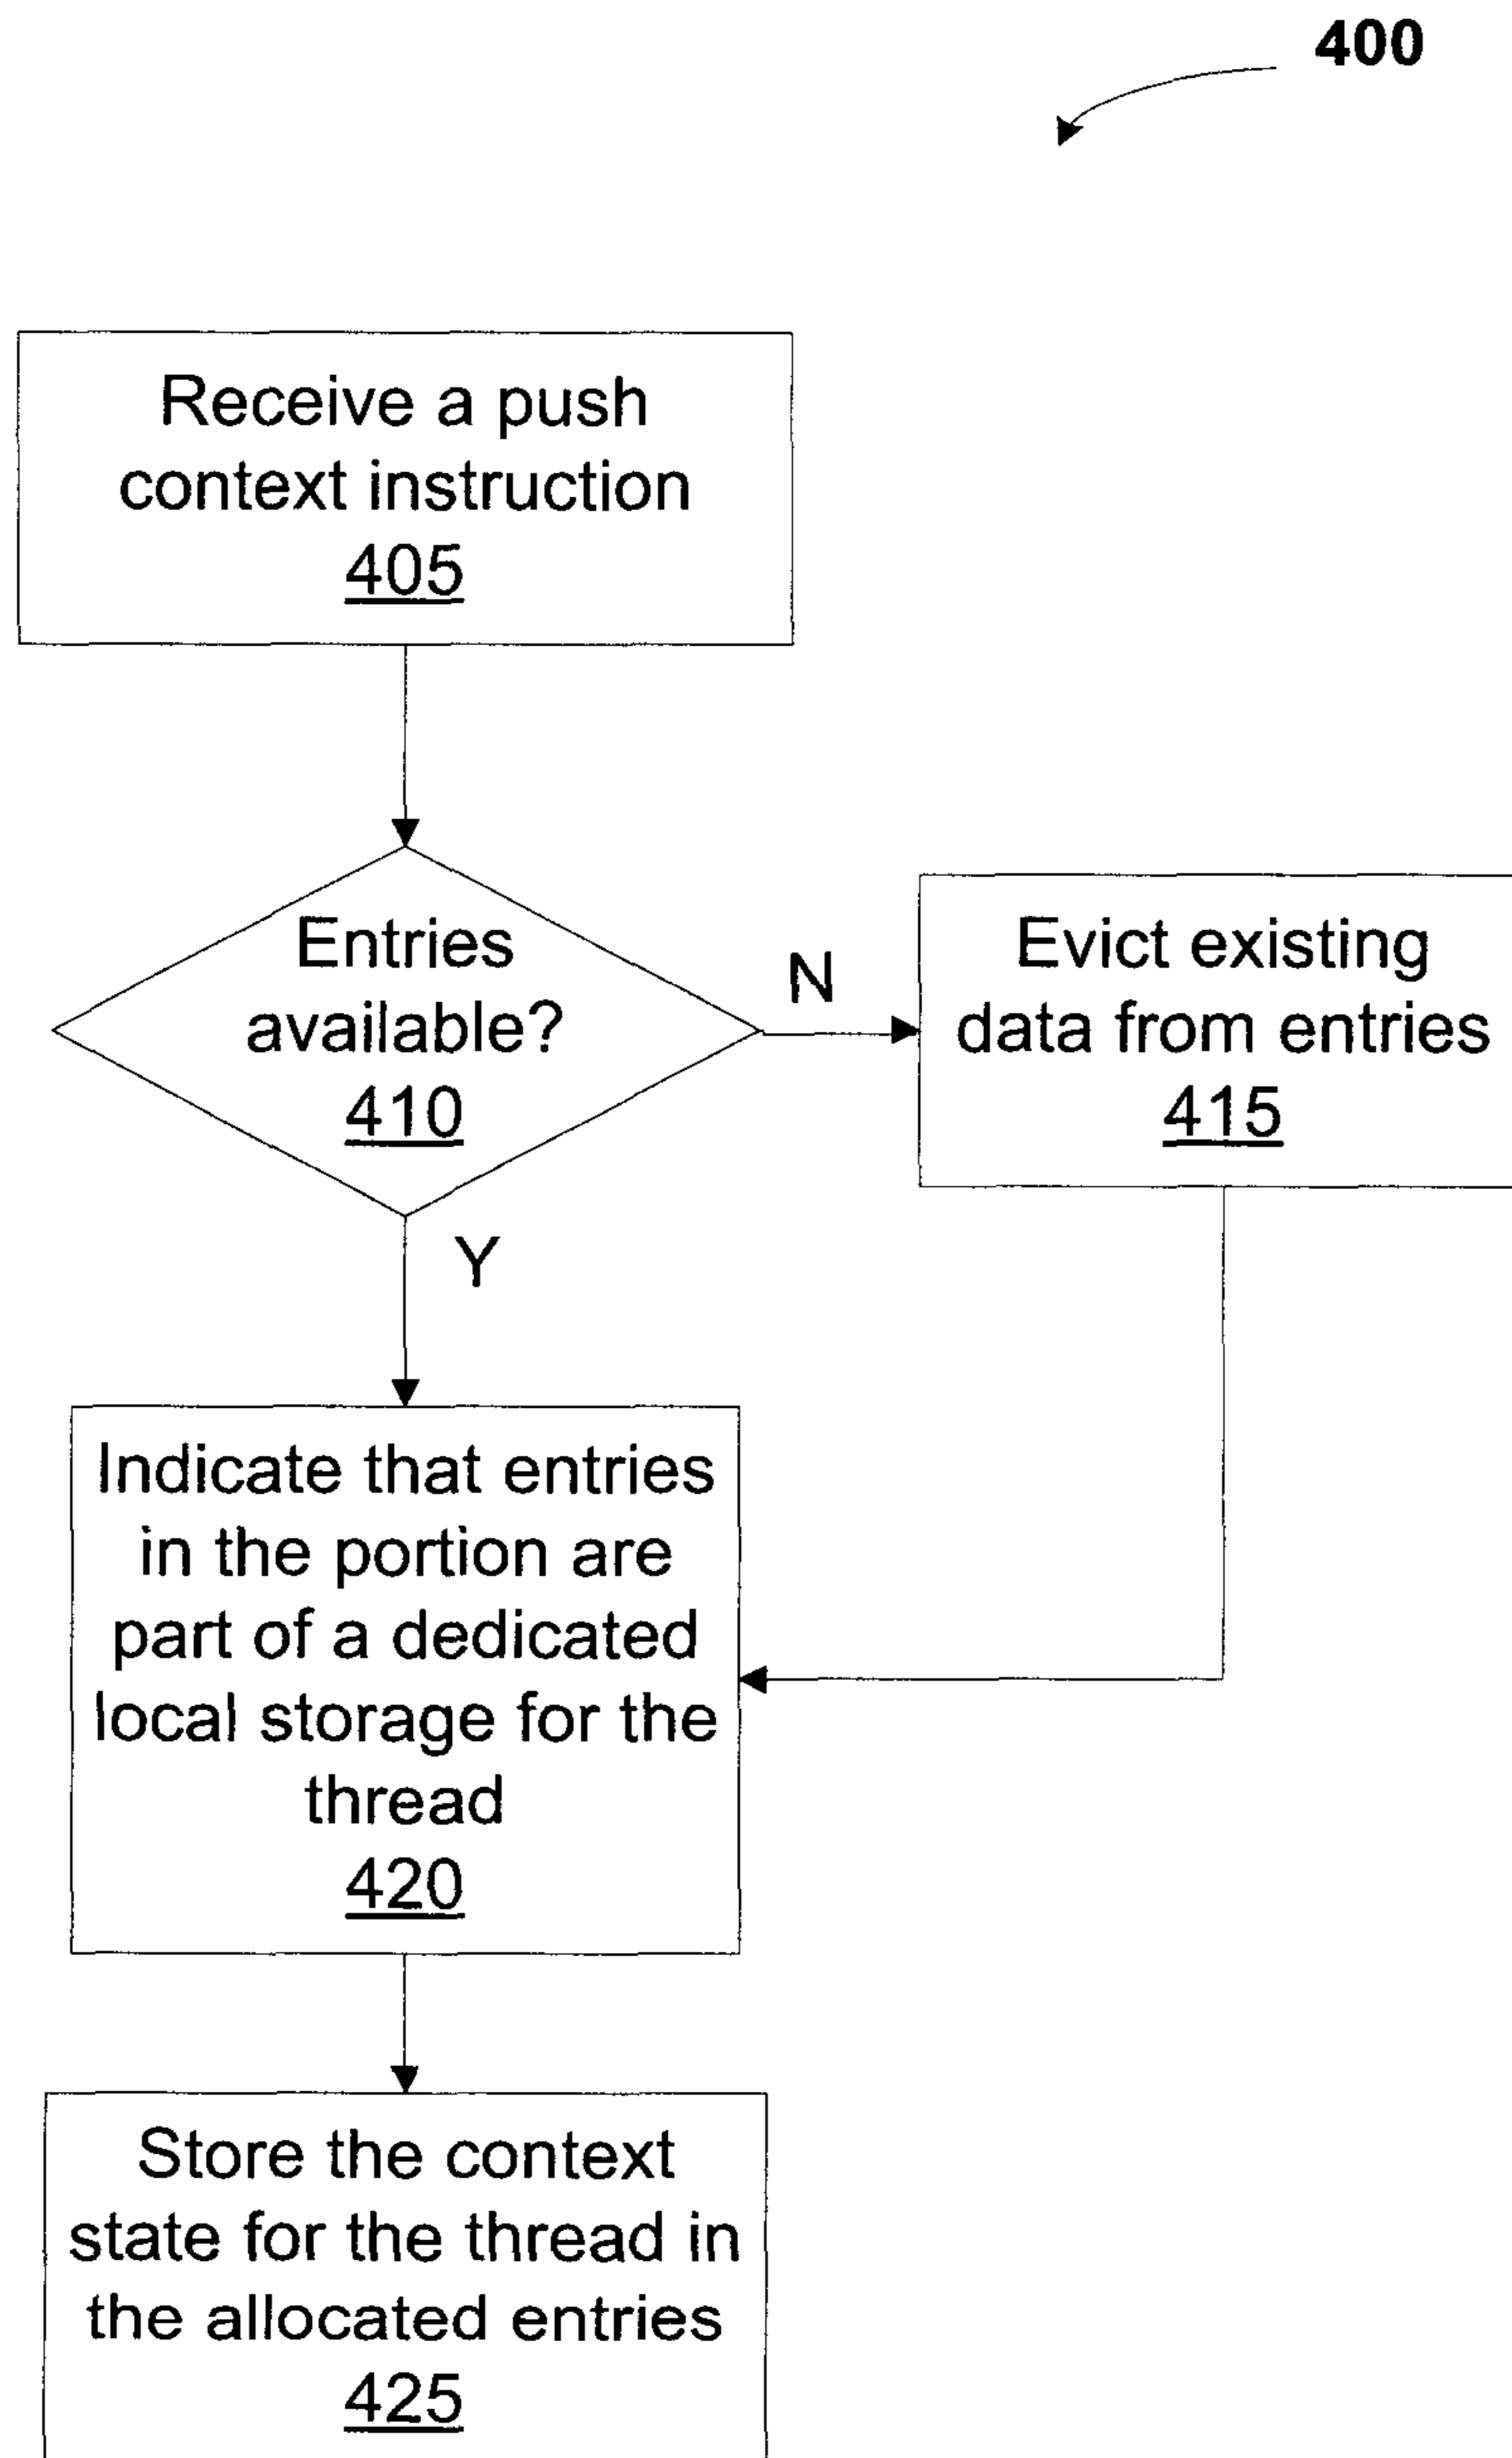 400
Receive a push
context instruction
405
Entries
available?
410
N
Evict existing
data from entries
415
Y
Indicate that entries
in the portion are
part of a dedicated
local storage for the
thread
420
Store the context
state for the thread in
the allocated entries
425